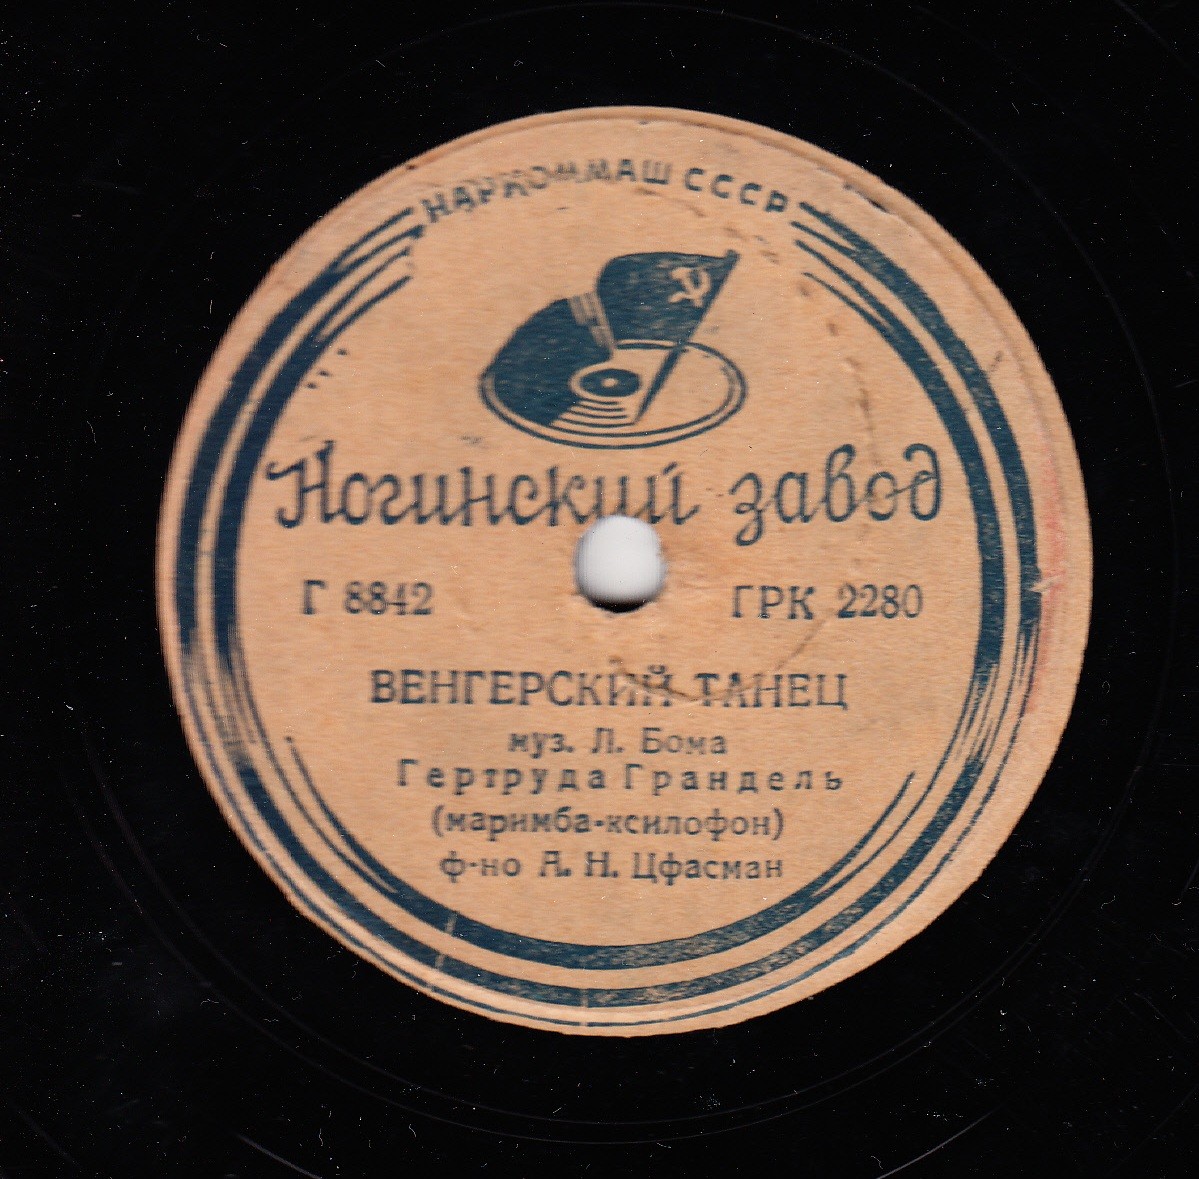 НАРКОММАШ СССР
Ногинский завод
Г 8842 ГРК 2280
ВЕНГЕРСКИЙ ТАНЕЦ
муз. Л. Бома
Гертруда Грандель
(маримба-ксилофон)
ф-но А. Н. Цфасман